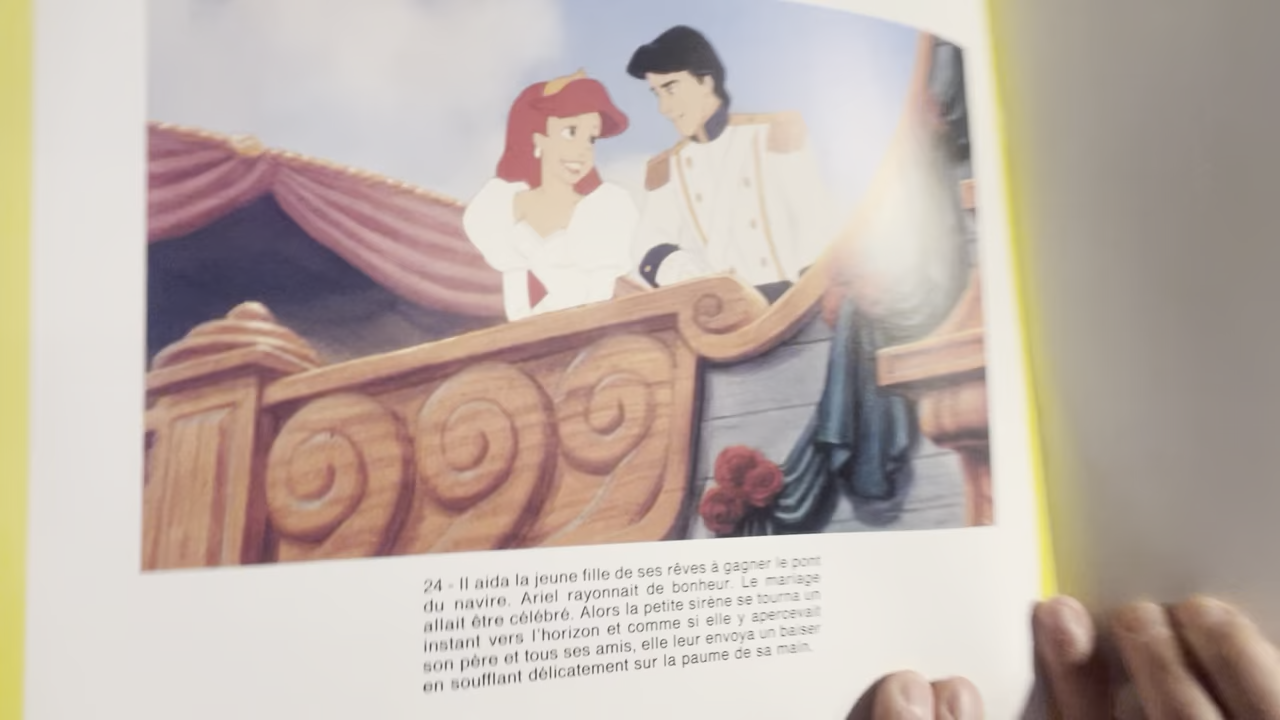 24 - Il aida la jeune fille de ses rêves à gagner le pont
du navire. Ariel rayonnait de bonheur. Le mariage
allait être célébré. Alors la petite sirène se tourna un
instant vers l'horizon et comme si elle y apercevait
son père et tous ses amis, elle leur envoya un baiser
en soufflant délicatement sur la paume de sa main.